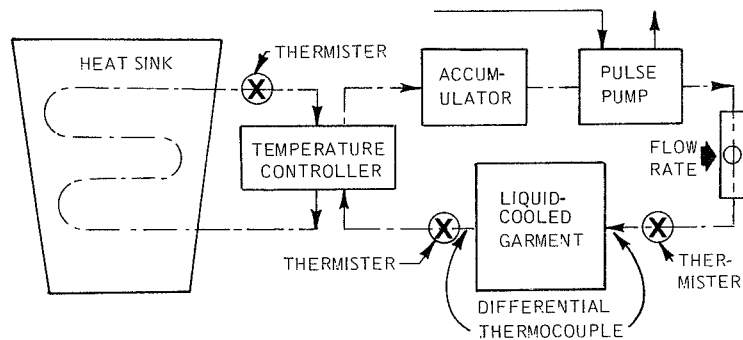 THERMISTER
HEAT SINK
ACCUM-
ULATOR
PULSE
PUMP
TEMPERATURE
CONTROLLER
FLOW
RATE
LIQUID-
COOLED
GARMENT
THERMISTER
THER-
MISTER
DIFFERENTIAL
THERMOCOUPLE